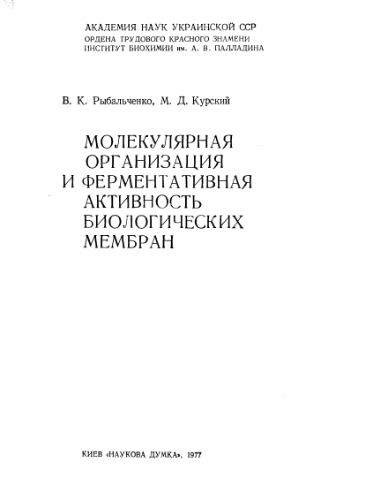 АКАДЕМИЯ НАУК УКРАИНСКОЙ ССР
ОРДЕНА ТРУДОВОГО КРАСНОГО ЗНАМЕНИ
ИНСТИТУТ БИОХИМИИ им. А. В. ПАЛЛАДИНА
В. К. Рыбальченко, М. Д. Курский
МОЛЕКУЛЯРНАЯ
ОРГАНИЗАЦИЯ
И ФЕРМЕНТАТИВНАЯ
АКТИВНОСТЬ
БИОЛОГИЧЕСКИХ
МЕМБРАН
КИЕВ «НАУКОВА ДУМКА», 1977